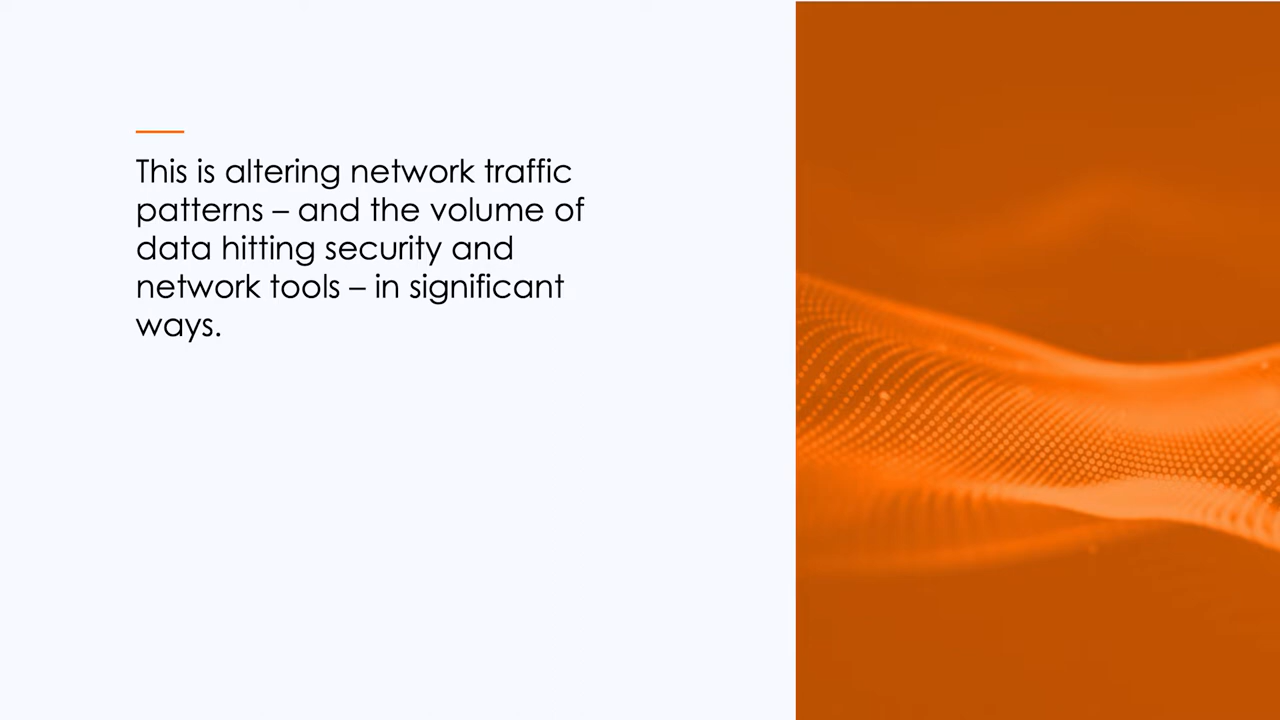 This is altering network traffic
patterns – and the volume of
data hitting security and
network tools – in significant
ways.